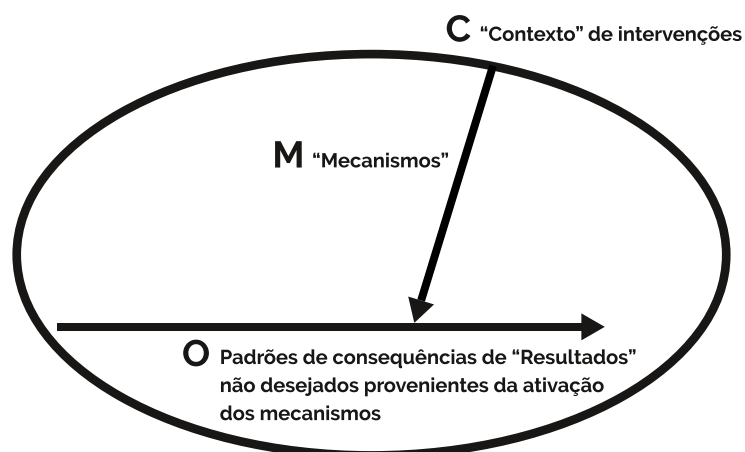 C “Contexto” de intervenções
M “Mecanismos”
O Padrões de consequências de “Resultados”
não desejados provenientes da ativação
dos mecanismos